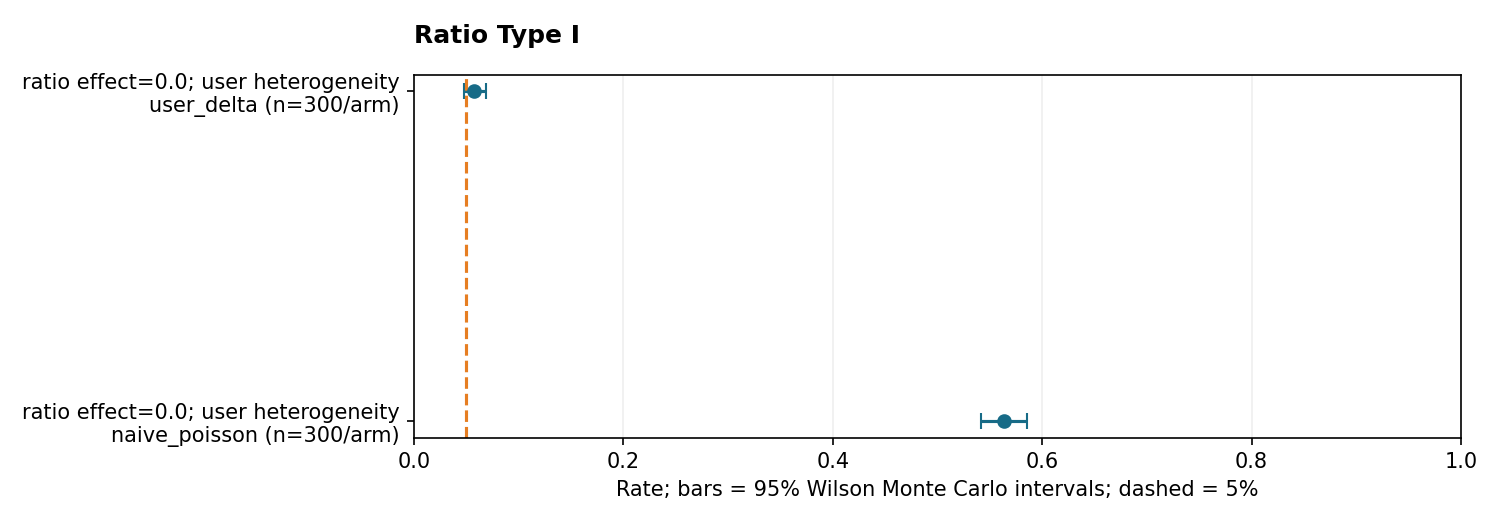 Ratio Type I
ratio effect=0.0; user heterogeneity
user_delta (n=300/arm)
ratio effect=0.0; user heterogeneity
naive_poisson (n=300/arm)
0.0 0.2 0.4 0.6 0.8 1.0
Rate; bars = 95% Wilson Monte Carlo intervals; dashed = 5%